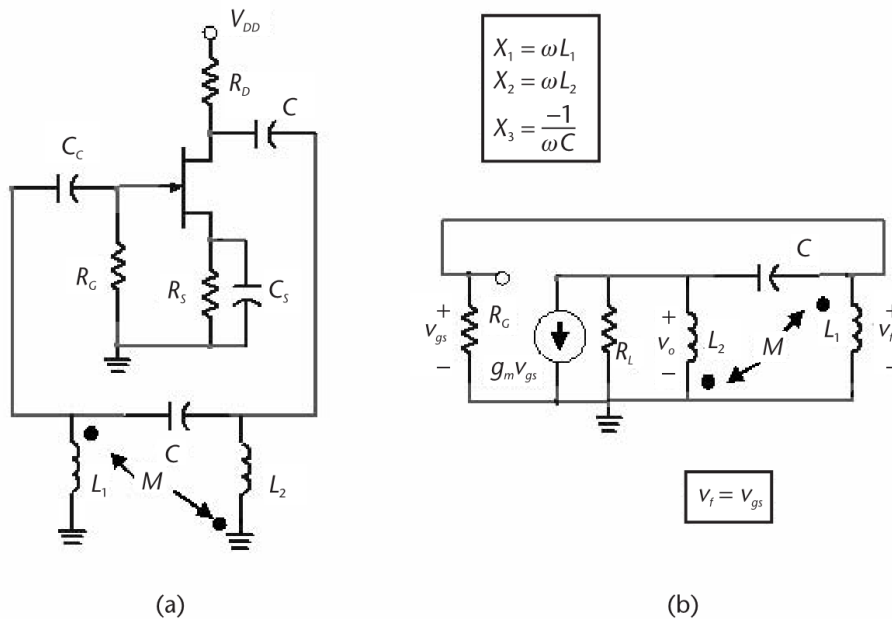 V_DD
R_D
C
C_C
R_G
R_S
C_S
C
L_1
M
L_2
(a)
X_1 = ωL_1
X_2 = ωL_2
X_3 = -1/ωC
C
+
v_gs
−
R_G
g_m v_gs
R_L
+
v_o
−
L_2
M
L_1
+
v_f
−
v_f = v_gs
(b)